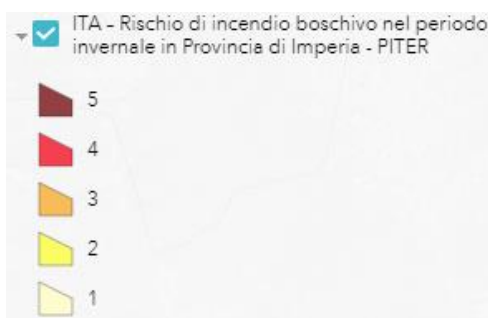 ITA - Rischio di incendio boschivo nel periodo
invernale in Provincia di Imperia - PITER
5
4
3
2
1